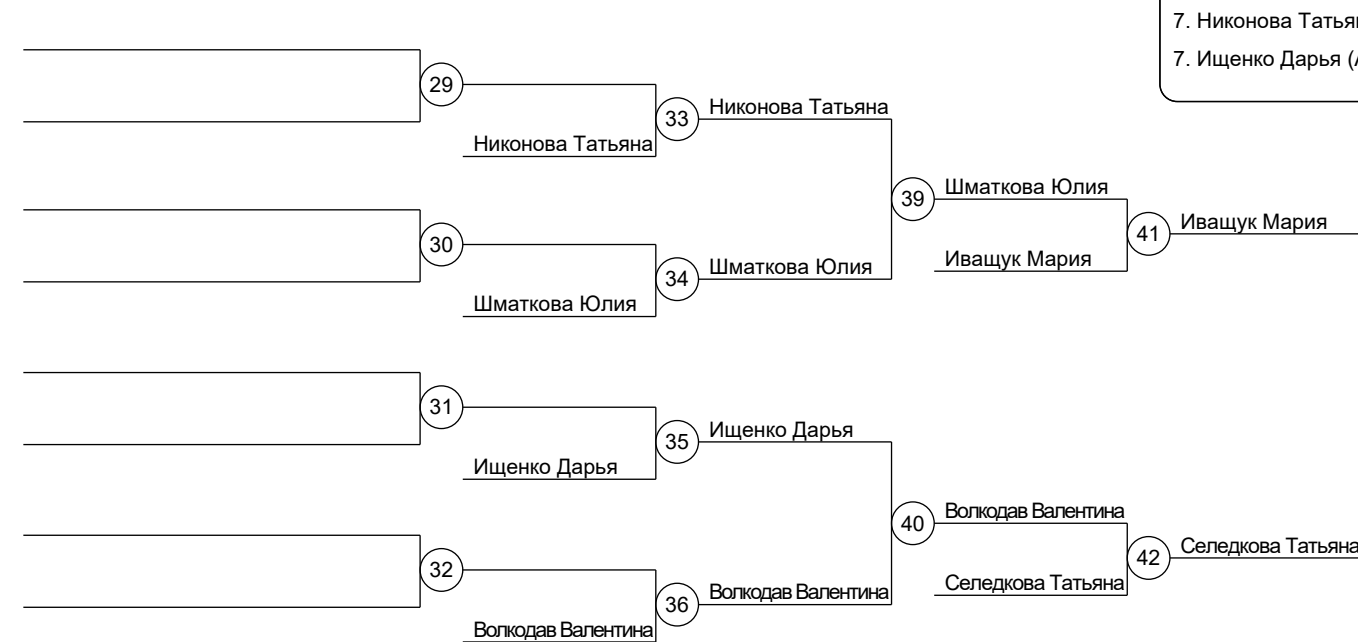 7. Никонова Татья
7. Ищенко Дарья (
29
33
Никонова Татьяна
Никонова Татьяна
39
Шматкова Юлия
30
34
Шматкова Юлия
Шматкова Юлия
Иващук Мария
41
Иващук Мария
31
35
Ищенко Дарья
Ищенко Дарья
40
Волкодав Валентина
32
36
Волкодав Валентина
Волкодав Валентина
Селедкова Татьяна
42
Селедкова Татьяна